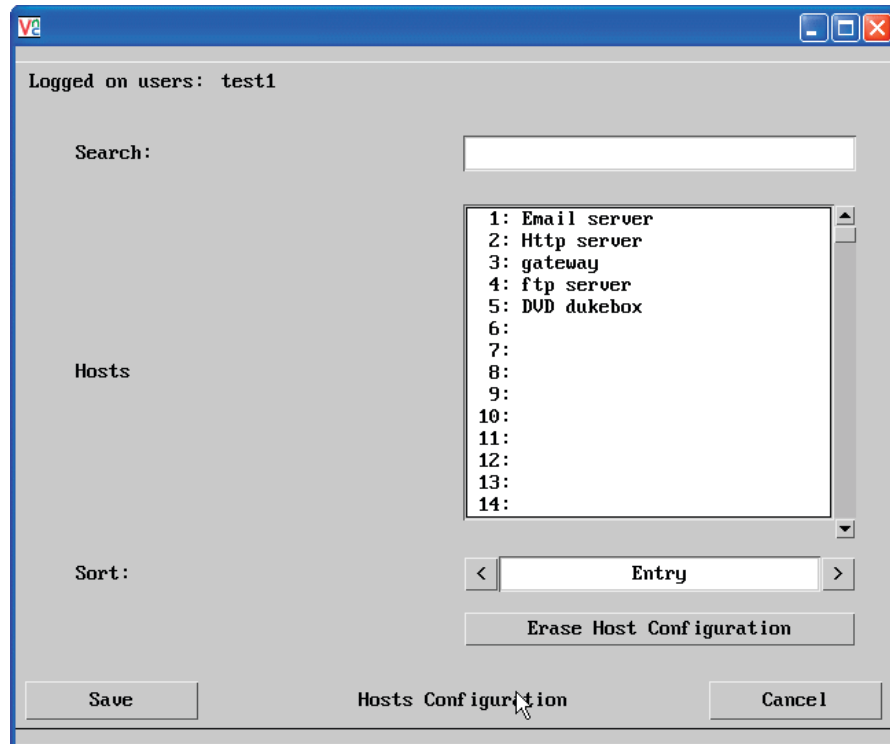 Logged on users: test1
Search:
Hosts
1: Email server
2: Http server
3: gateway
4: ftp server
5: DVD dukebox
6:
7:
8:
9:
10:
11:
12:
13:
14:
Sort: < Entry >
Erase Host Configuration
Save Hosts Configuration Cancel